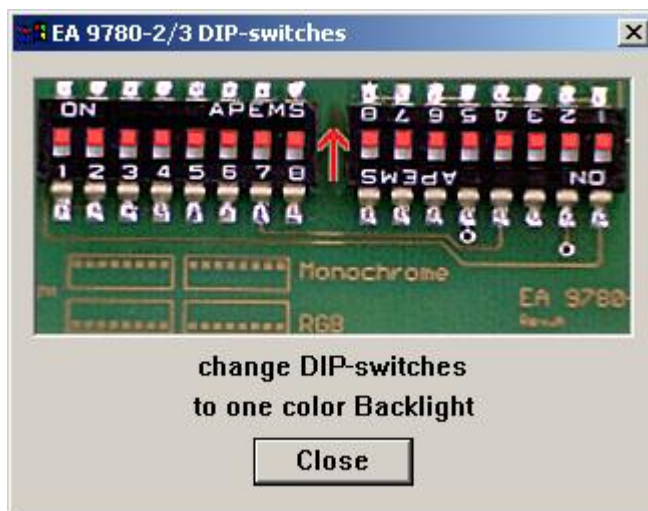 EA 9780-2/3 DIP-switches
ON APEMS
1 2 3 4 5 6 7 8
1 2 3 4 5 6 7 8
ON APEMS
Monochrome
RGB
EA 9780-
change DIP-switches
to one color Backlight
Close